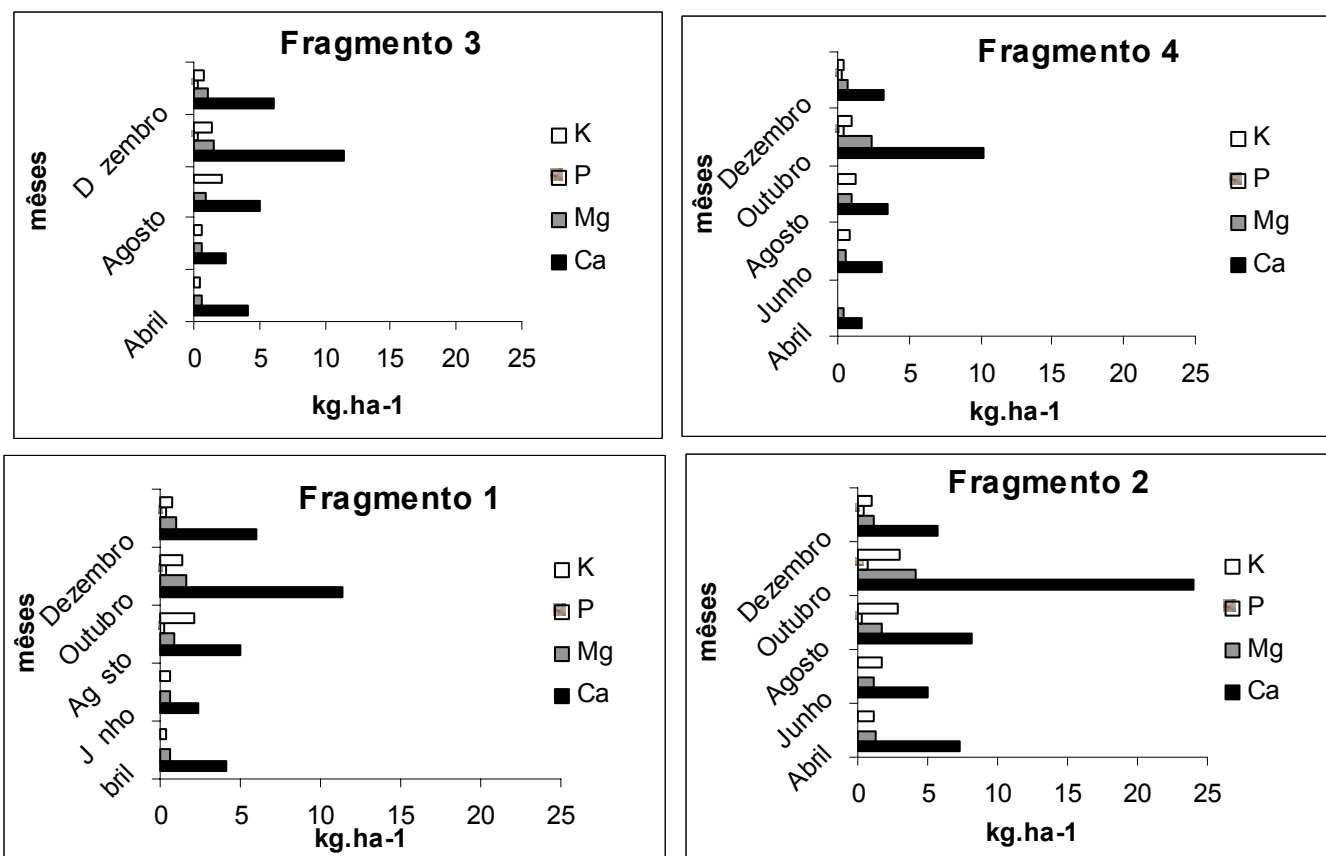 Fragmento 3
mêses
D zembro
Agosto
Abril
0 5 10 15 20 25
kg.ha-1
K
P
Mg
Ca
Fragmento 4
mêses
Dezembro
Outubro
Agosto
Junho
Abril
0 5 10 15 20 25
kg.ha-1
K
P
Mg
Ca
Fragmento 1
mêses
Dezembro
Outubro
Ag sto
J nho
bril
0 5 10 15 20 25
kg.ha-1
K
P
Mg
Ca
Fragmento 2
mêses
Dezembro
Outubro
Agosto
Junho
Abril
0 5 10 15 20 25
kg.ha-1
K
P
Mg
Ca